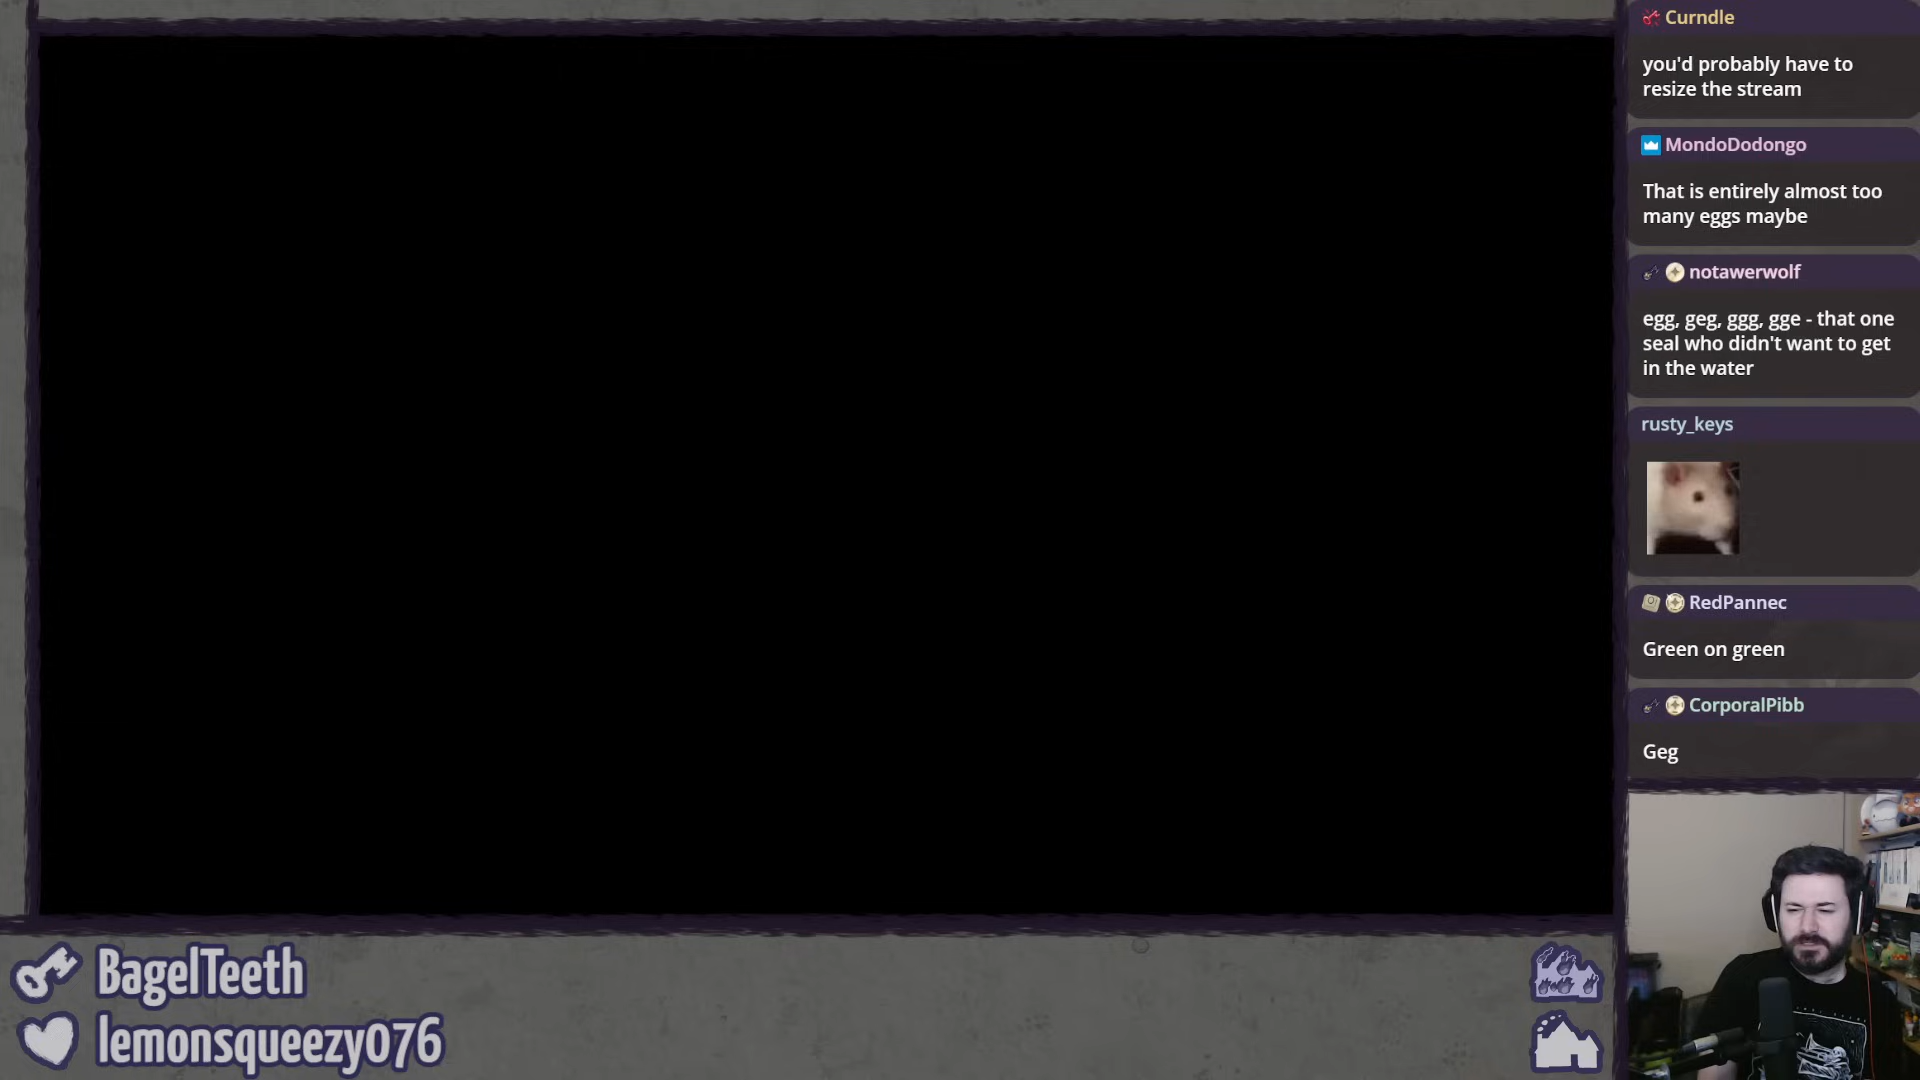 Curndle
you'd probably have to
resize the stream
MondoDodongo
That is entirely almost too
many eggs maybe
notawerwolf
egg, geg, ggg, gge - that one
seal who didn't want to get
in the water
rusty_keys
RedPannec
Green on green
CorporalPibb
Geg
BagelTeeth
lemonsqueezy076